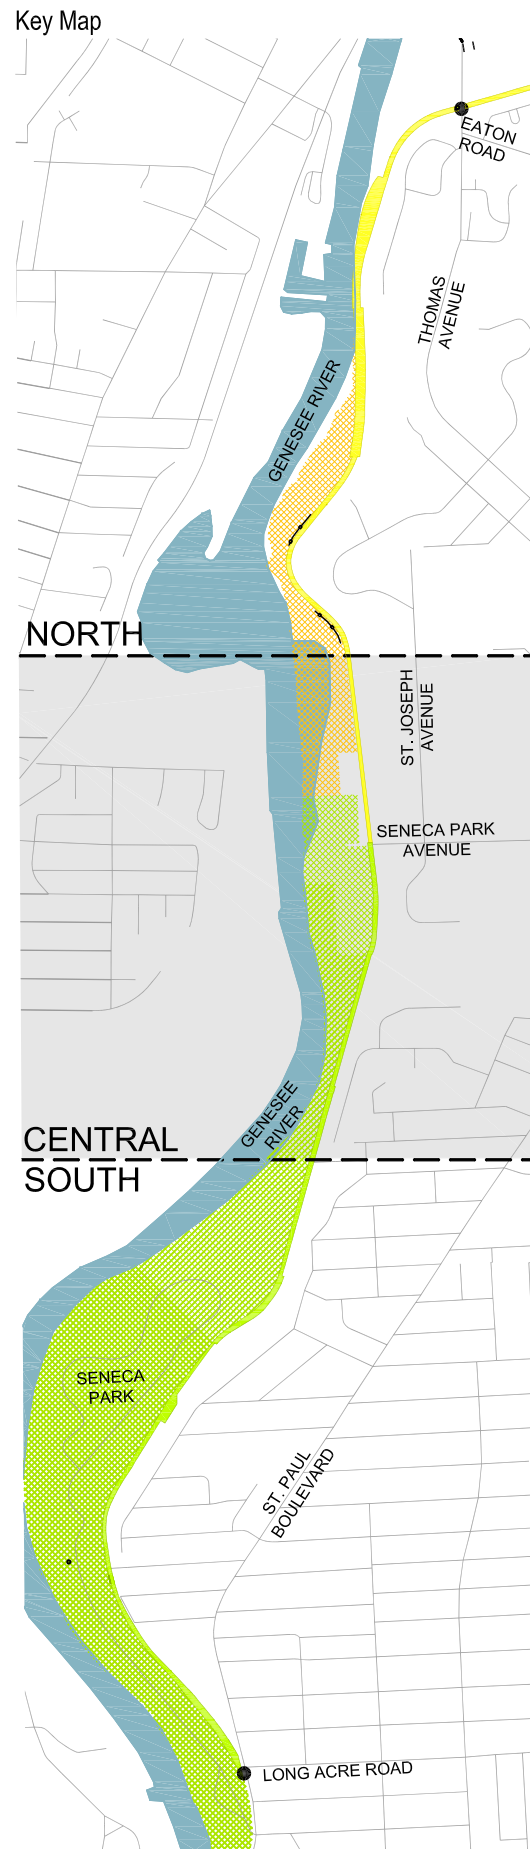 Key Map
EATON
ROAD
THOMAS
AVENUE
GENESEE RIVER
NORTH
ST. JOSEPH
AVENUE
SENECA PARK
AVENUE
GENESEE
RIVER
CENTRAL
SOUTH
SENECA
PARK
ST. PAUL
BOULEVARD
LONG ACRE ROAD